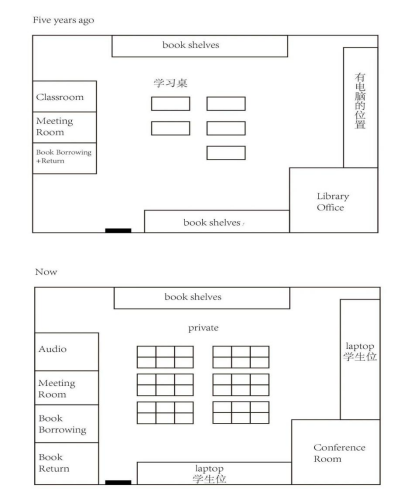 Five years ago
book shelves
学习桌
有电脑的位置
Classroom
Meeting
Room
Book Borrowing
+Return
Library
Office
book shelves
Now
book shelves
private
Audio
laptop
学生位
Meeting
Room
Book
Borrowing
Conference
Room
Book
Return
laptop
学生位